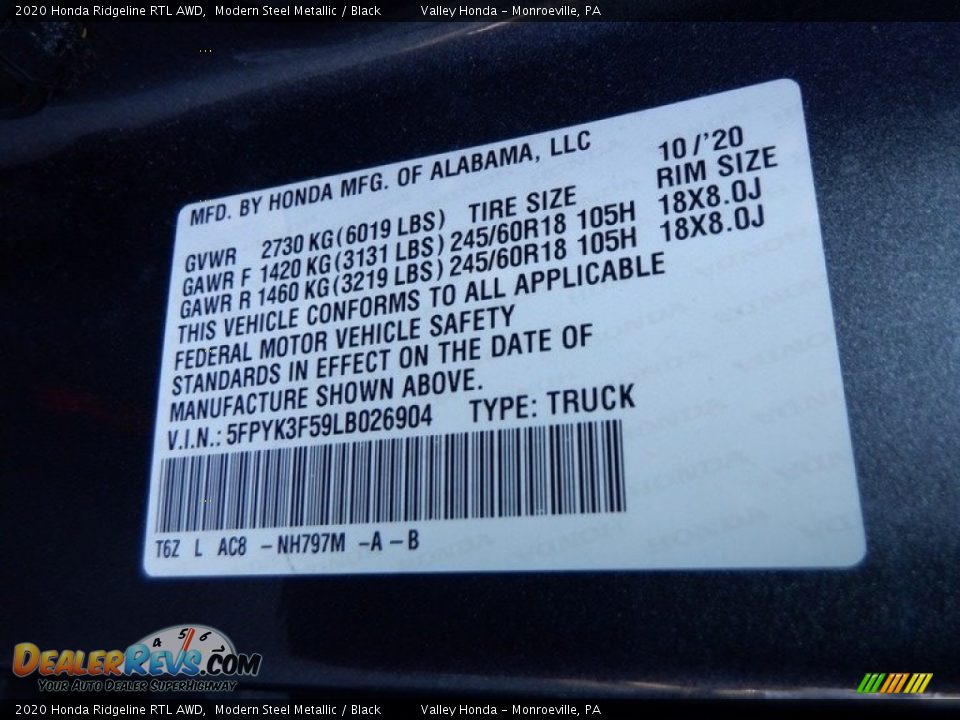 2020 Honda Ridgeline RTL AWD, Modern Steel Metallic / Black Valley Honda - Monroeville, PA
MFD. BY HONDA MFG. OF ALABAMA, LLC 10/'20
GVWR 2730 KG(6019 LBS) TIRE SIZE RIM SIZE
GAWR F 1420 KG(3131 LBS) 245/60R18 105H 18X8.0J
GAWR R 1460 KG(3219 LBS) 245/60R18 105H 18X8.0J
THIS VEHICLE CONFORMS TO ALL APPLICABLE
FEDERAL MOTOR VEHICLE SAFETY
STANDARDS IN EFFECT ON THE DATE OF
MANUFACTURE SHOWN ABOVE.
V.I.N.: 5FPYK3F59LB026904 TYPE: TRUCK
T6Z L AC8 - NH797M - A - B
4 5 6 7
DEALERREVS.COM
Your Auto Dealer SuperHighway
2020 Honda Ridgeline RTL AWD, Modern Steel Metallic / Black Valley Honda - Monroeville, PA